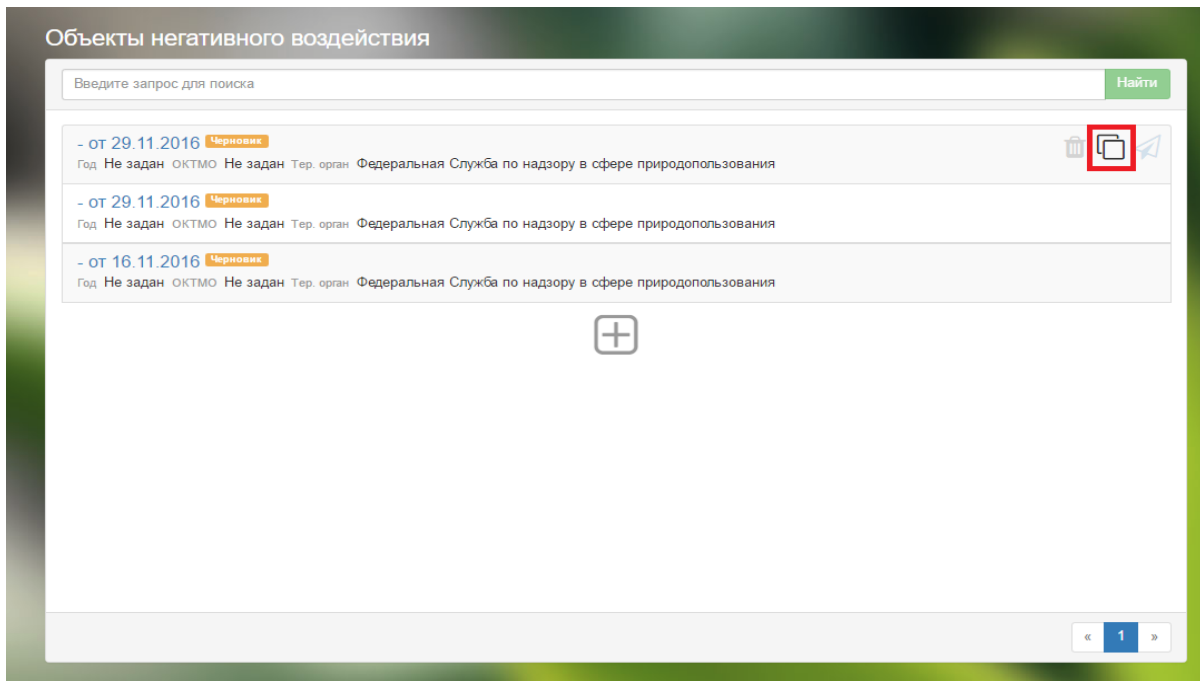 Объекты негативного воздействия
Введите запрос для поиска Найти
- от 29.11.2016 Черновик
Год Не задан ОКТМО Не задан Тер. орган Федеральная Служба по надзору в сфере природопользования
- от 29.11.2016 Черновик
Год Не задан ОКТМО Не задан Тер. орган Федеральная Служба по надзору в сфере природопользования
- от 16.11.2016 Черновик
Год Не задан ОКТМО Не задан Тер. орган Федеральная Служба по надзору в сфере природопользования
« 1 »